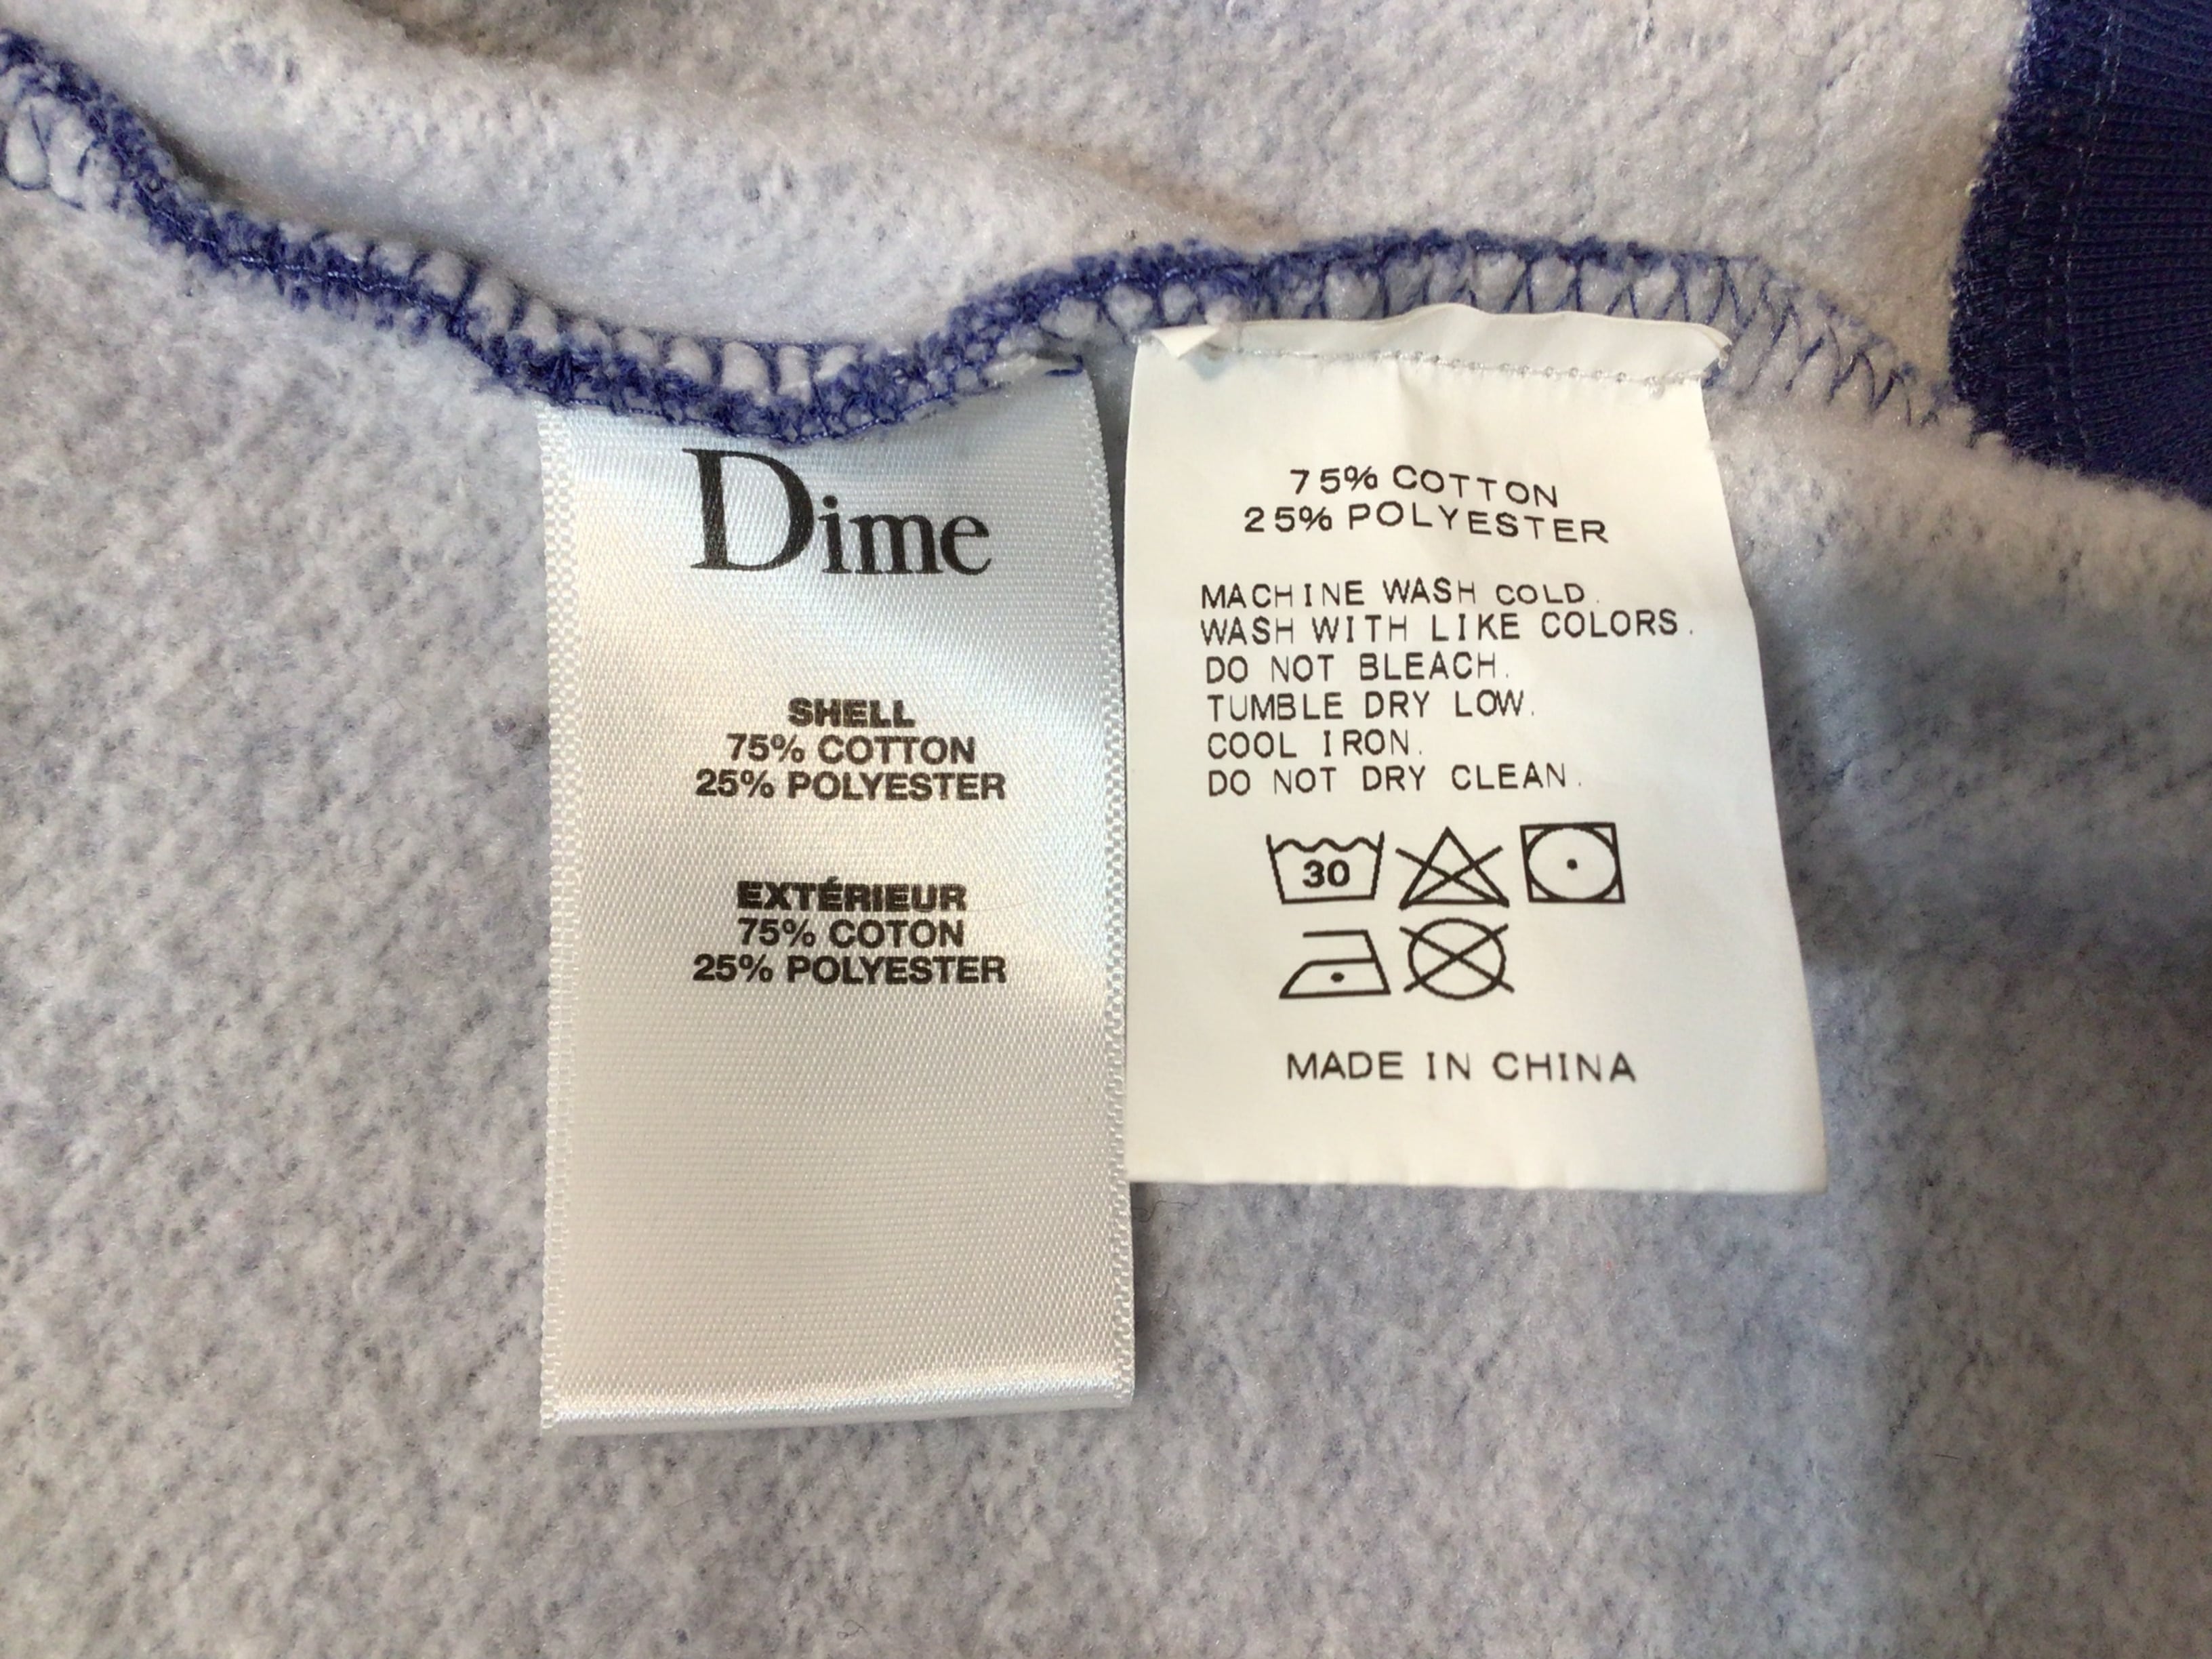 Dime
SHELL
75% COTTON
25% POLYESTER
EXTÉRIEUR
75% COTON
25% POLYESTER
75% COTTON
25% POLYESTER
MACHINE WASH COLD.
WASH WITH LIKE COLORS.
DO NOT BLEACH.
TUMBLE DRY LOW.
COOL IRON.
DO NOT DRY CLEAN.
30
MADE IN CHINA